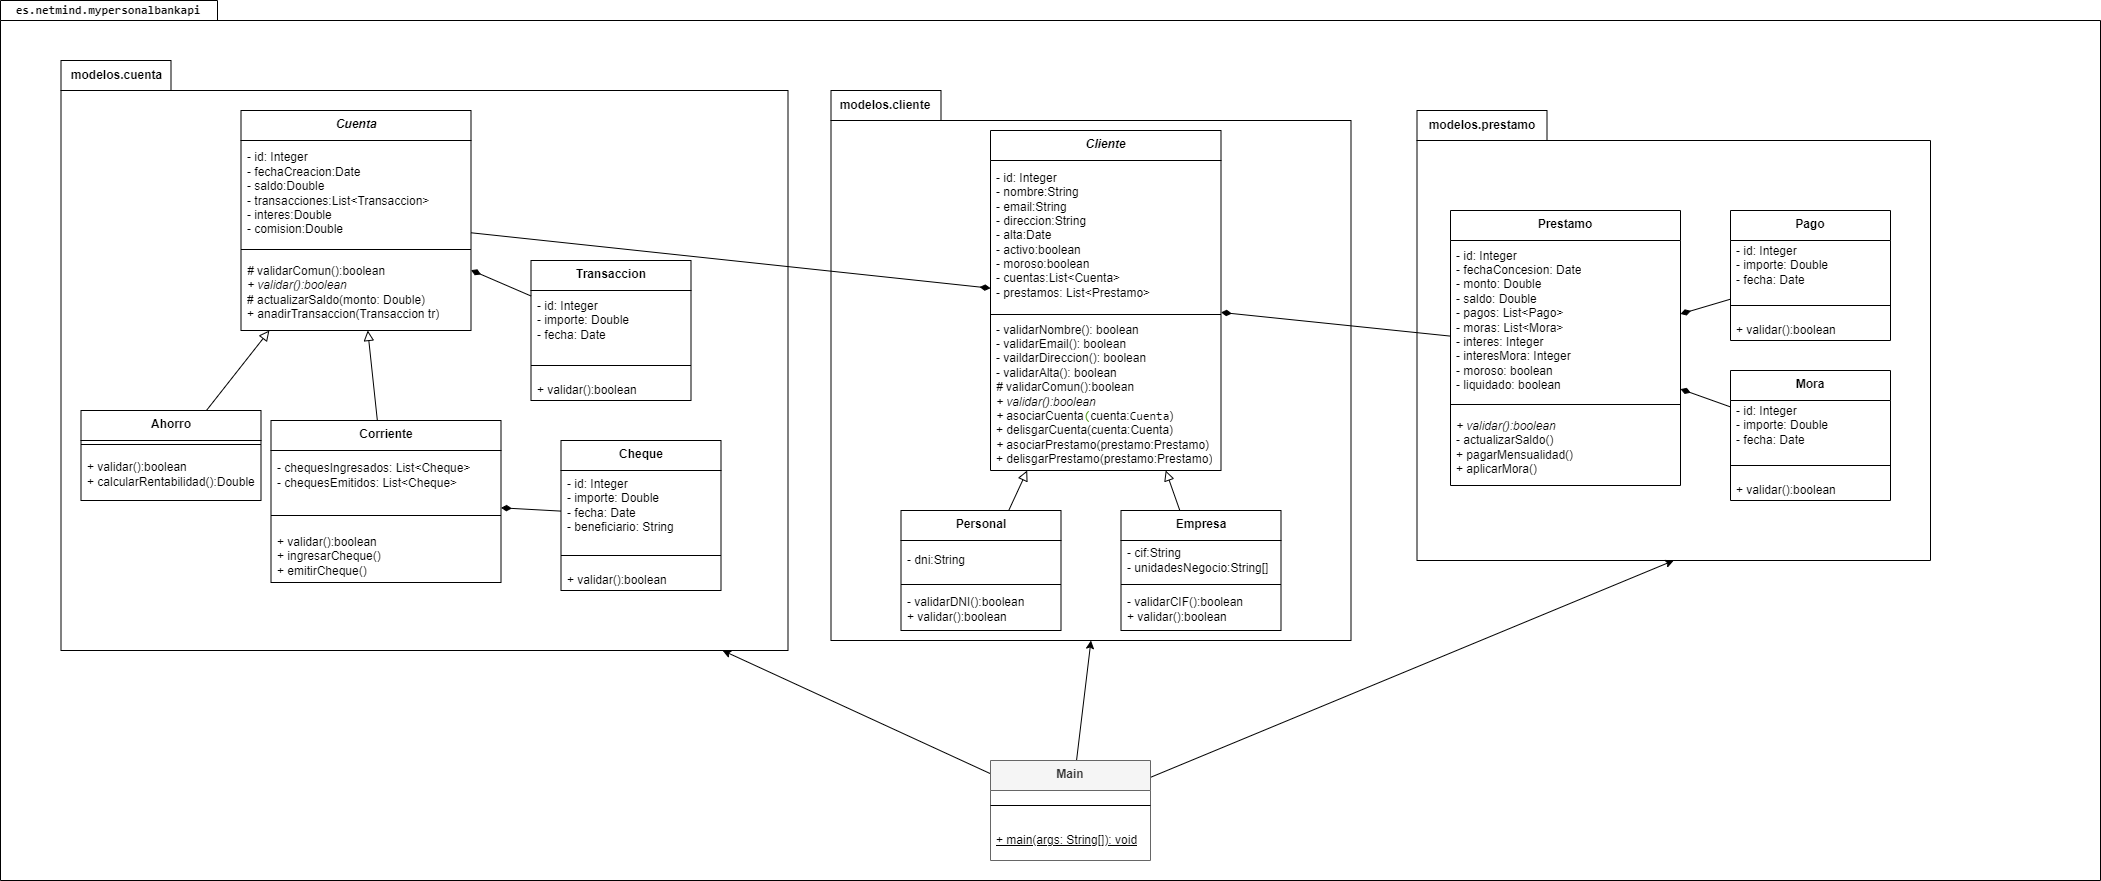 es.netmind.mypersonalbankapi
modelos.cuenta
Cuenta
- id: Integer
- fechaCreacion:Date
- saldo:Double
- transacciones:List<Transaccion>
- interes:Double
- comision:Double
# validarComun():boolean
+ validar():boolean
# actualizarSaldo(monto: Double)
+ anadirTransaccion(Transaccion tr)
Transaccion
- id: Integer
- importe: Double
- fecha: Date
+ validar():boolean
Ahorro
+ validar():boolean
+ calcularRentabilidad():Double
Corriente
- chequesIngresados: List<Cheque>
- chequesEmitidos: List<Cheque>
+ validar():boolean
+ ingresarCheque()
+ emitirCheque()
Cheque
- id: Integer
- importe: Double
- fecha: Date
- beneficiario: String
+ validar():boolean
modelos.cliente
Cliente
- id: Integer
- nombre:String
- email:String
- direccion:String
- alta:Date
- activo:boolean
- moroso:boolean
- cuentas:List<Cuenta>
- prestamos: List<Prestamo>
- validarNombre(): boolean
- validarEmail(): boolean
- vaildarDireccion(): boolean
- validarAlta(): boolean
# validarComun():boolean
+ validar():boolean
+ asociarCuenta(cuenta:Cuenta)
+ delisgarCuenta(cuenta:Cuenta)
+ asociarPrestamo(prestamo:Prestamo)
+ delisgarPrestamo(prestamo:Prestamo)
Personal
- dni:String
- validarDNI():boolean
+ validar():boolean
Empresa
- cif:String
- unidadesNegocio:String[]
- validarCIF():boolean
+ validar():boolean
modelos.prestamo
Prestamo
- id: Integer
- fechaConcesion: Date
- monto: Double
- saldo: Double
- pagos: List<Pago>
- moras: List<Mora>
- interes: Integer
- interesMora: Integer
- moroso: boolean
- liquidado: boolean
+ validar():boolean
- actualizarSaldo()
+ pagarMensualidad()
+ aplicarMora()
Pago
- id: Integer
- importe: Double
- fecha: Date
+ validar():boolean
Mora
- id: Integer
- importe: Double
- fecha: Date
+ validar():boolean
Main
+ main(args: String[]): void